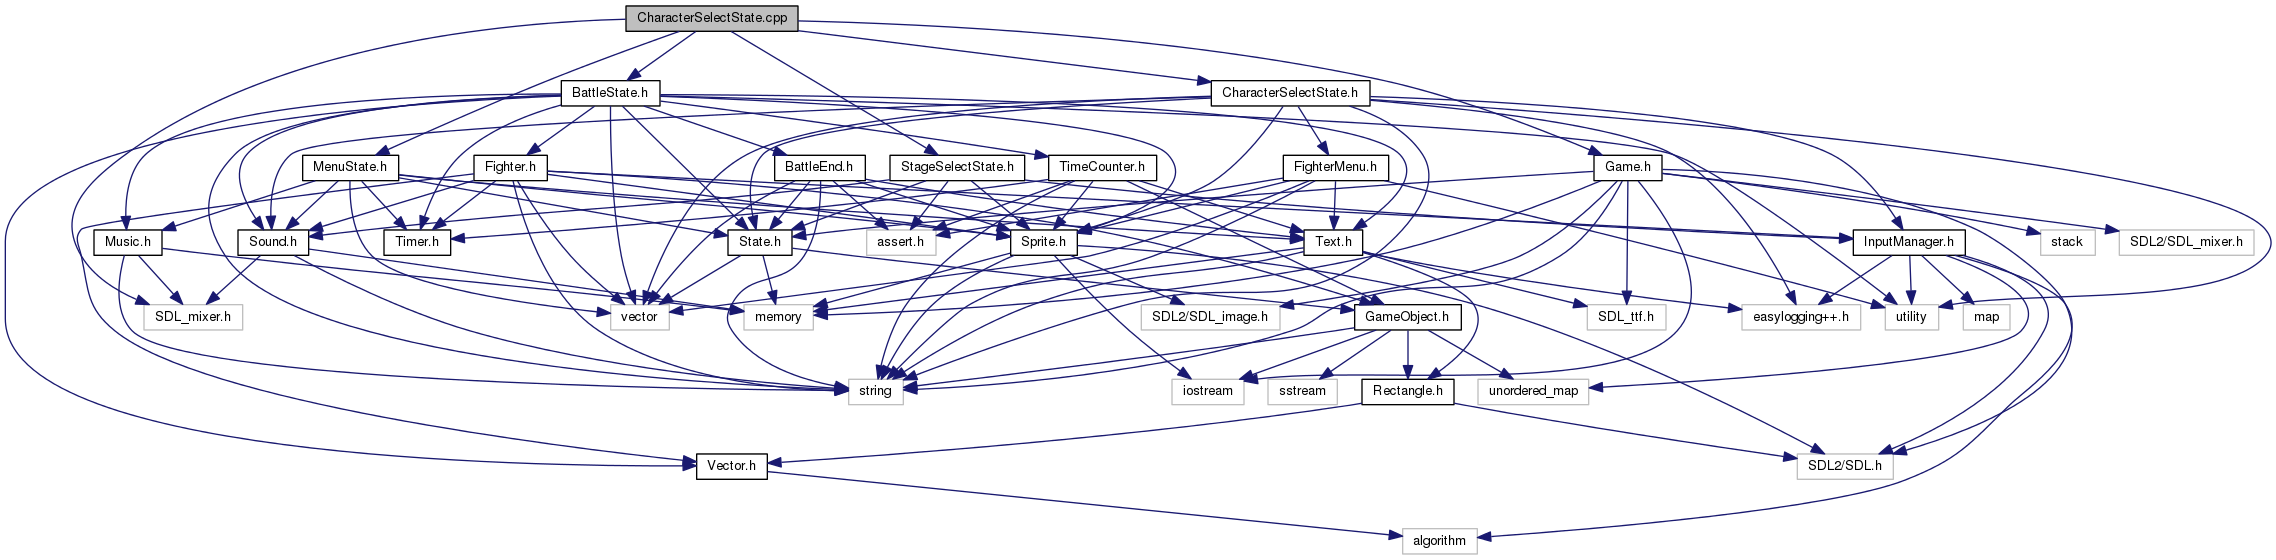 CharacterSelectState.cpp
BattleState.h
CharacterSelectState.h
MenuState.h
Fighter.h
BattleEnd.h
StageSelectState.h
TimeCounter.h
FighterMenu.h
Game.h
Music.h
Sound.h
Timer.h
State.h
assert.h
Sprite.h
Text.h
InputManager.h
stack
SDL2/SDL_mixer.h
SDL_mixer.h
vector
memory
SDL2/SDL_image.h
GameObject.h
SDL_ttf.h
easylogging++.h
utility
map
string
iostream
sstream
Rectangle.h
unordered_map
Vector.h
SDL2/SDL.h
algorithm